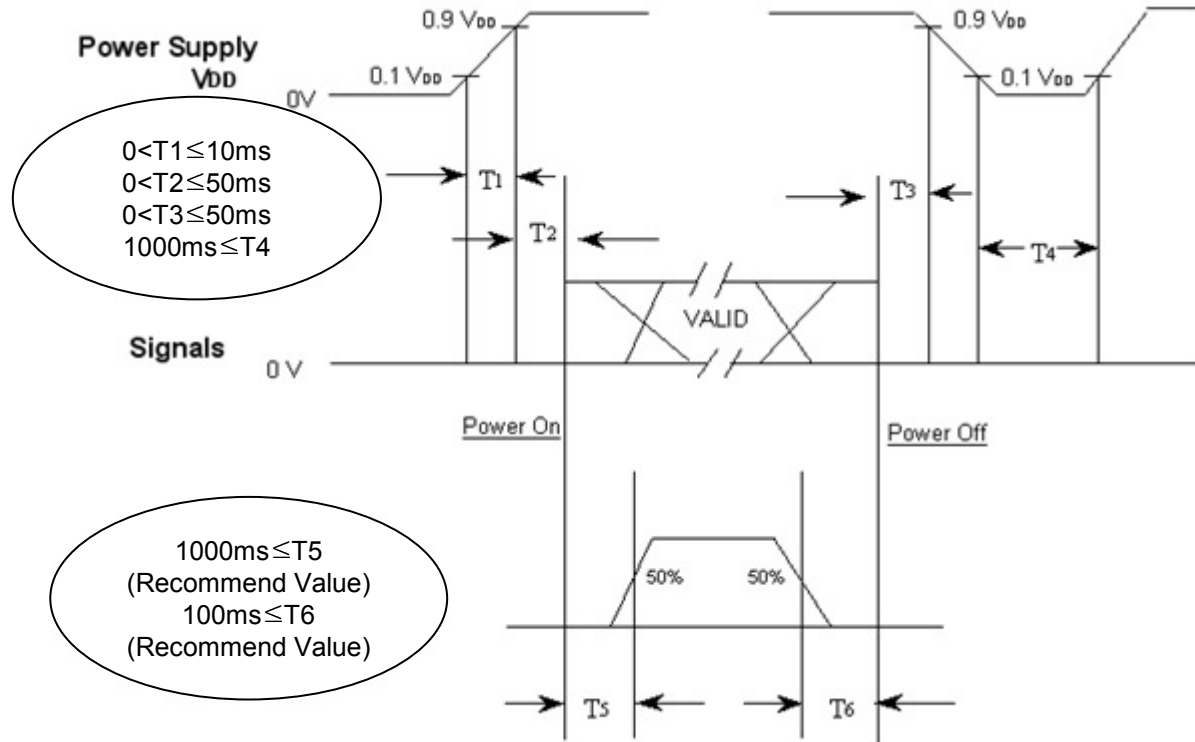 0.9 VDD
0.9 VDD
Power Supply
VDD
0.1 VDD
0.1 VDD
0V
0<T1≦10ms
0<T2≦50ms
0<T3≦50ms
1000ms≦T4
T1
T3
T2
T4
VALID
Signals
0 V
Power On
Power Off
1000ms≦T5
(Recommend Value)
100ms≦T6
(Recommend Value)
50%
50%
T5
T6